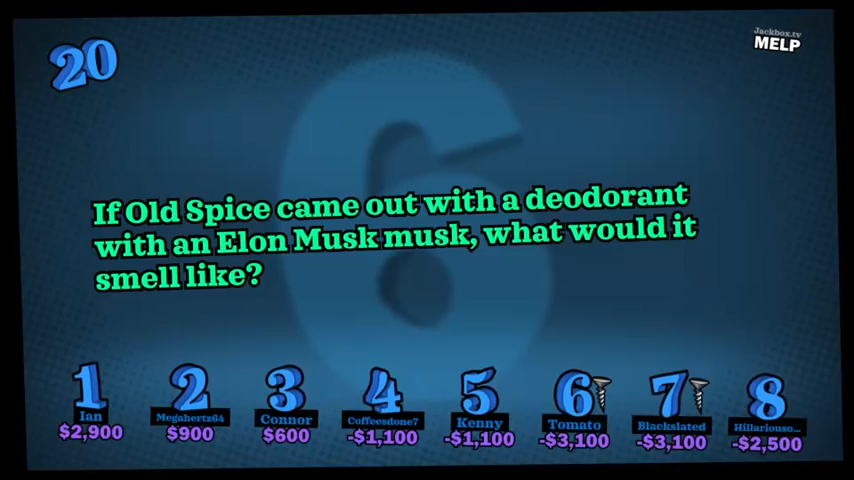 20
Jackbox.tv
MELP
If Old Spice came out with a deodorant
with an Elon Musk musk, what would it
smell like?
6
1 2 3 4 5 6 7 8
Ian Megahertz64 Connor Coffeesdone7 Kenny Tomato Blackslated Hillariouso...
$2,900 $900 $600 -$1,100 -$1,100 -$3,100 -$3,100 -$2,500